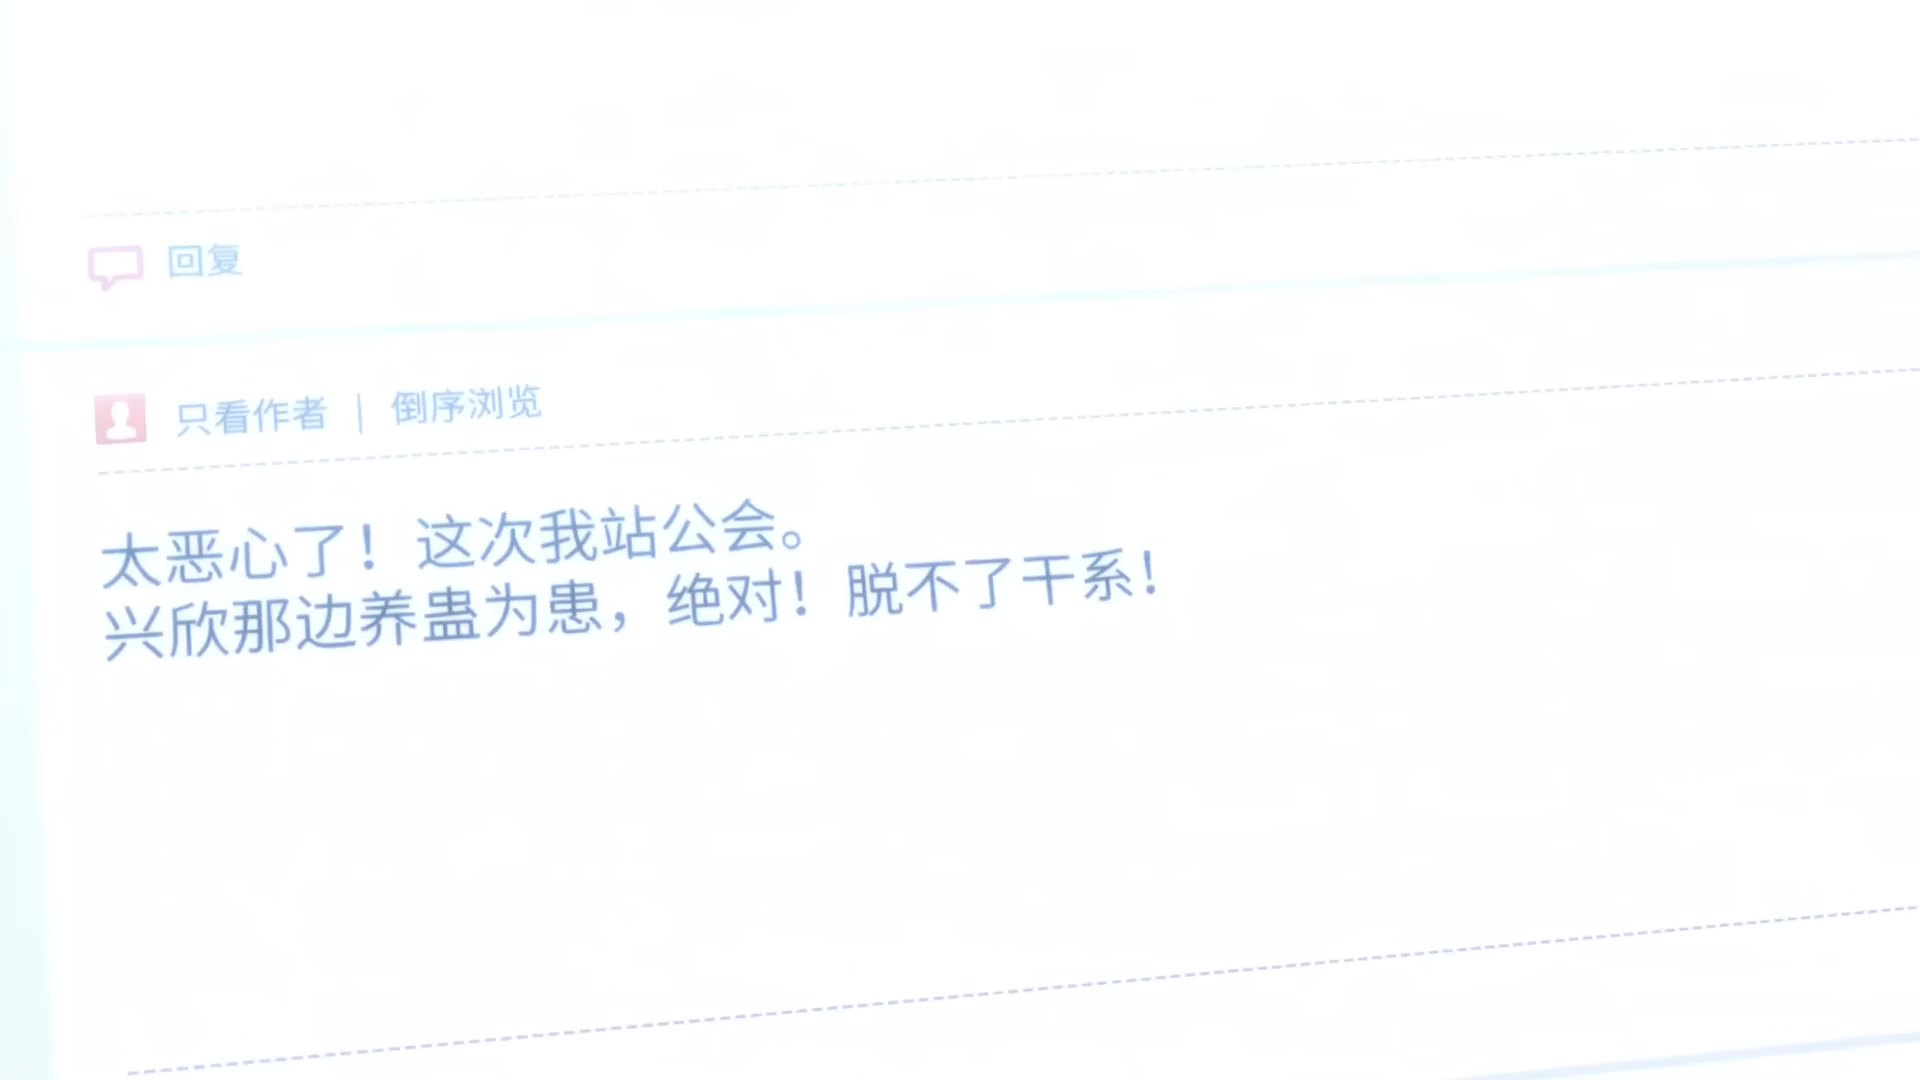 回复
只看作者 | 倒序浏览
太恶心了！这次我站公会。
兴欣那边养蛊为患，绝对！脱不了干系！